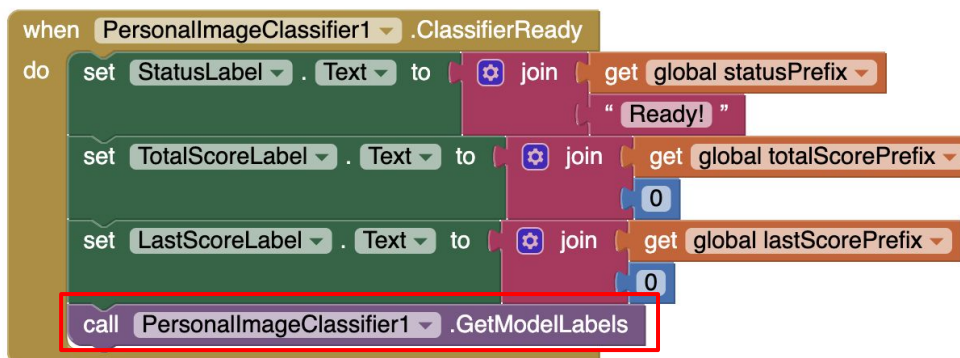 when PersonalImageClassifier1 .ClassifierReady
do set StatusLabel . Text to join get global statusPrefix
“ Ready! ”
set TotalScoreLabel . Text to join get global totalScorePrefix
0
set LastScoreLabel . Text to join get global lastScorePrefix
0
call PersonalImageClassifier1 .GetModelLabels